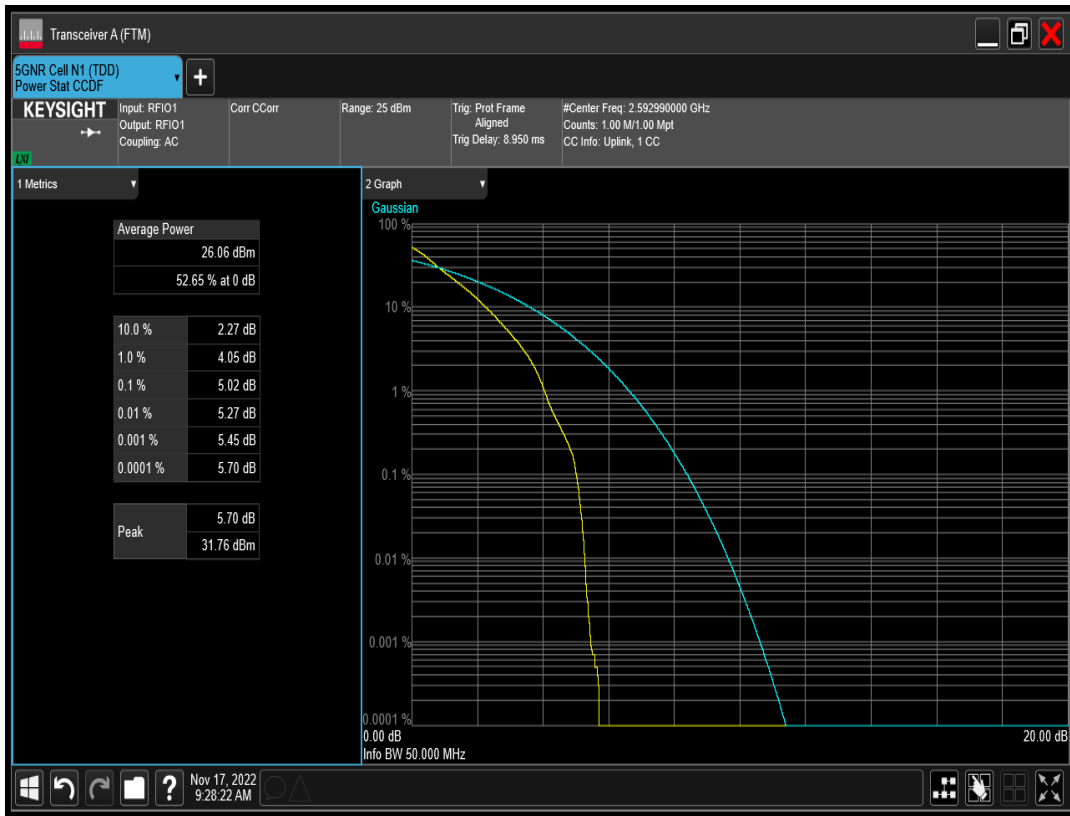 Transceiver A (FTM)
5GNR Cell N1 (TDD)
Power Stat CCDF
+
KEYSIGHT
LXI
Input: RFIO1
Output: RFIO1
Coupling: AC
Corr CCorr
Range: 25 dBm
Trig: Prot Frame
Aligned
Trig Delay: 8.950 ms
#Center Freq: 2.592990000 GHz
Counts: 1.00 M/1.00 Mpt
CC Info: Uplink, 1 CC
1 Metrics
Average Power
26.06 dBm
52.65 % at 0 dB
10.0 % 2.27 dB
1.0 % 4.05 dB
0.1 % 5.02 dB
0.01 % 5.27 dB
0.001 % 5.45 dB
0.0001 % 5.70 dB
Peak
5.70 dB
31.76 dBm
2 Graph
Gaussian
100 %
10 %
1 %
0.1 %
0.01 %
0.001 %
0.0001 %
0.00 dB 20.00 dB
Info BW 50.000 MHz
?
Nov 17, 2022
9:28:22 AM